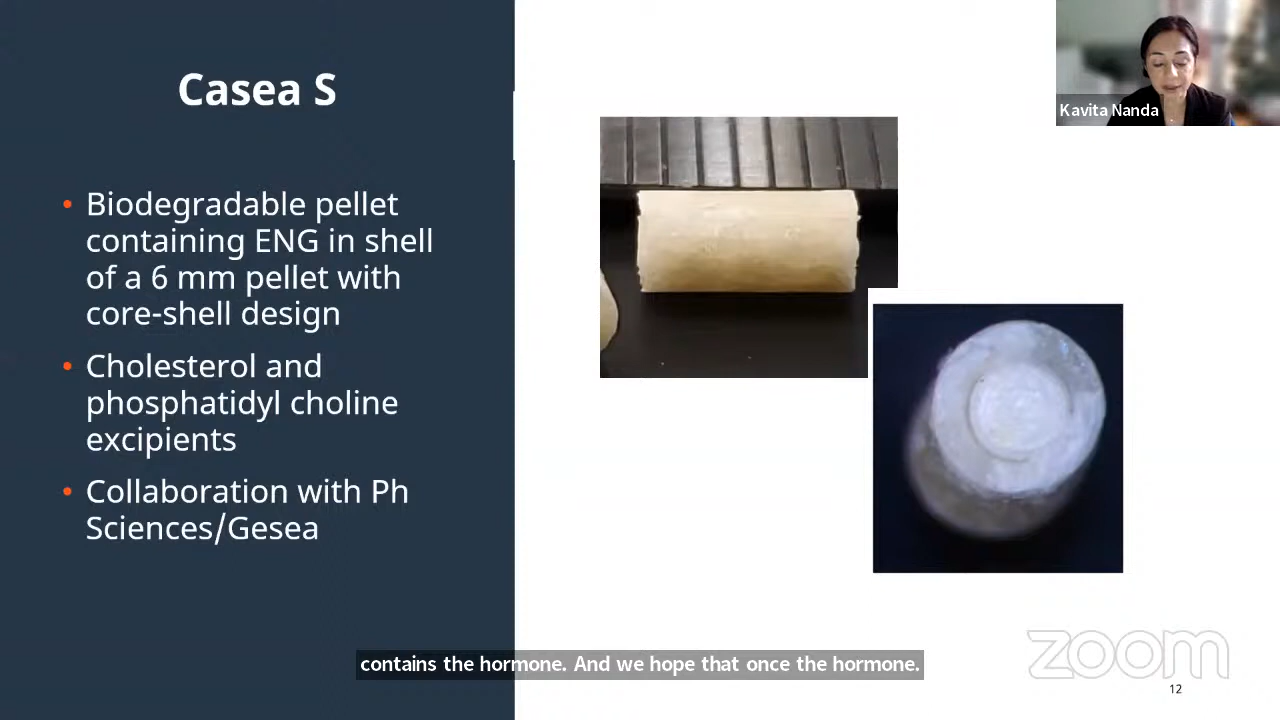 Casea S
• Biodegradable pellet
containing ENG in shell
of a 6 mm pellet with
core-shell design
• Cholesterol and
phosphatidyl choline
excipients
• Collaboration with Ph
Sciences/Gesea
Kavita Nanda
contains the hormone. And we hope that once the hormone.
zoom
12